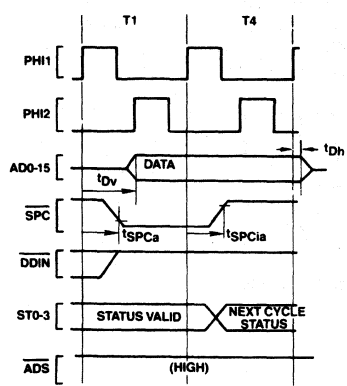 T1 T4
PHI1
PHI2
AD0-15 DATA tDh
tDv
SPC
tSPCa tSPCia
DDIN
ST0-3 STATUS VALID NEXT CYCLE
STATUS
ADS (HIGH)